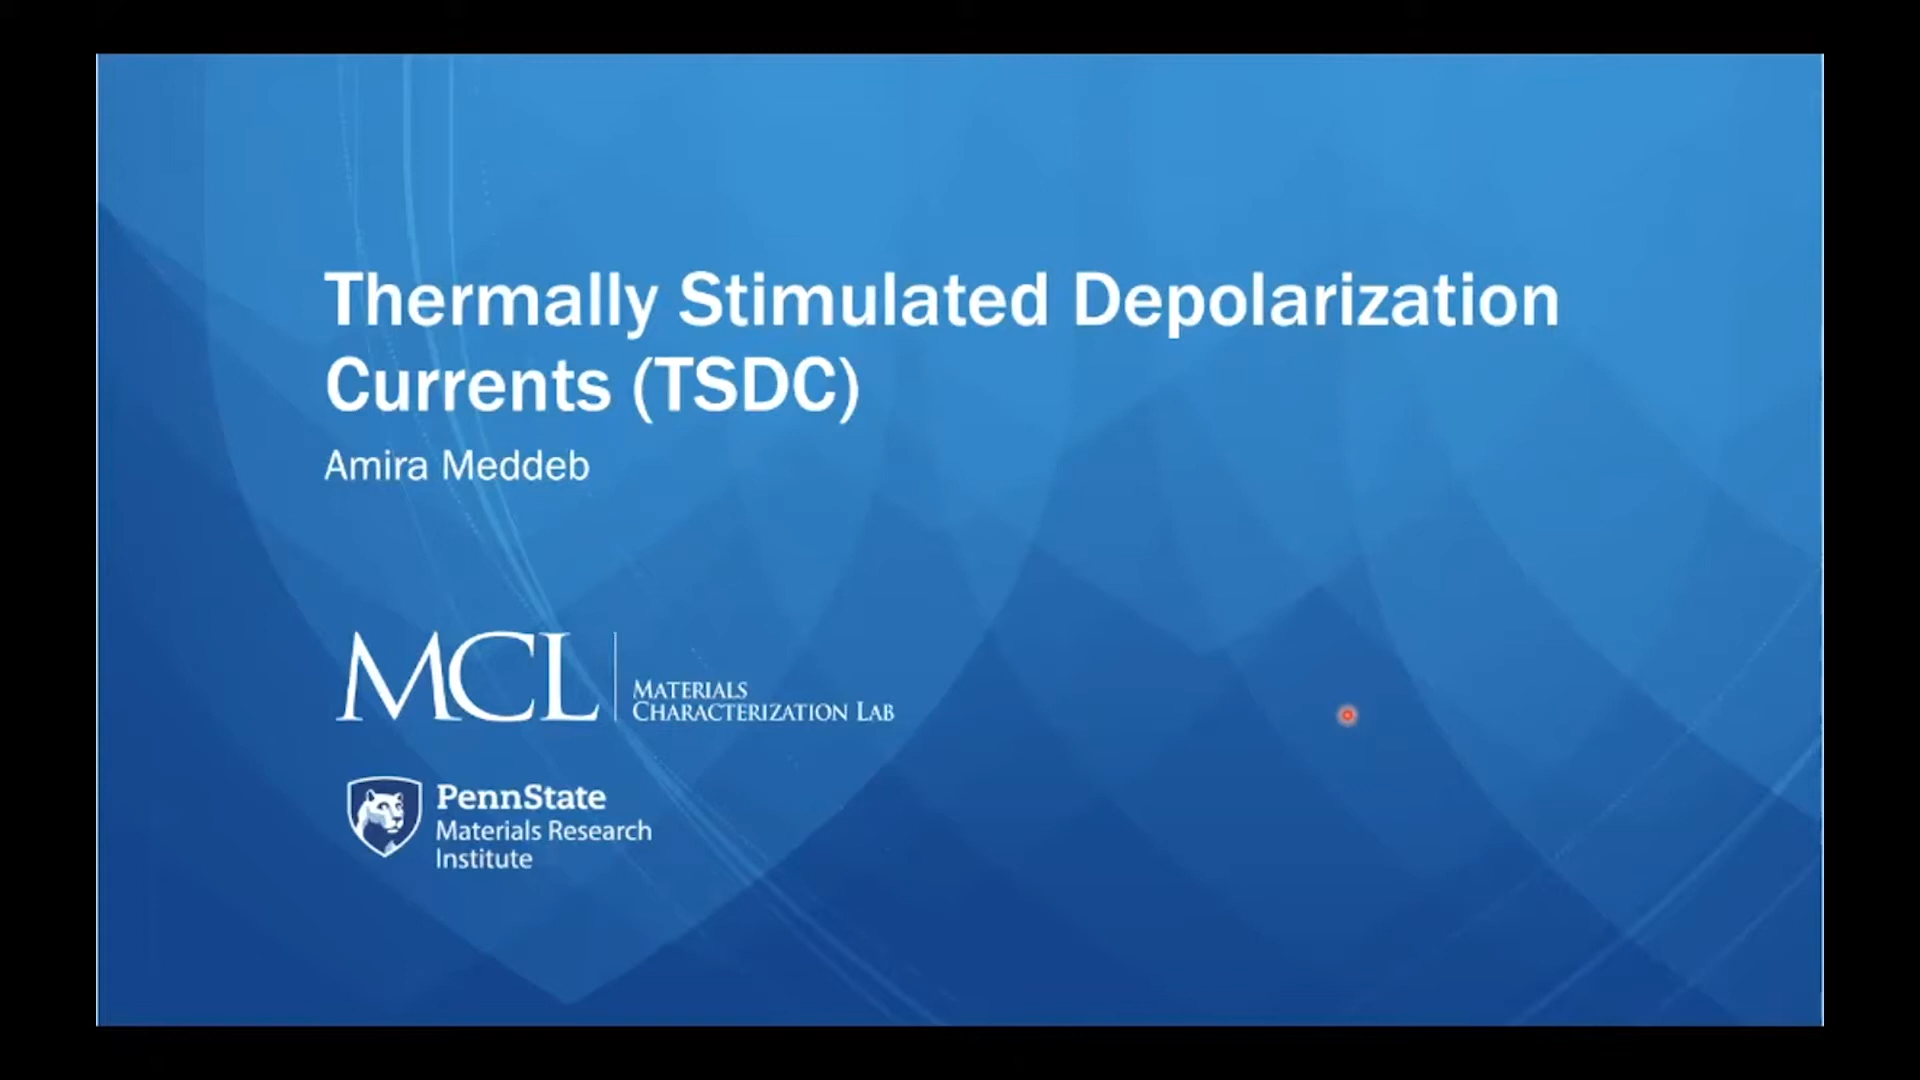 Thermally Stimulated Depolarization
Currents (TSDC)
Amira Meddeb
MCL
MATERIALS
CHARACTERIZATION LAB
PennState
Materials Research
Institute